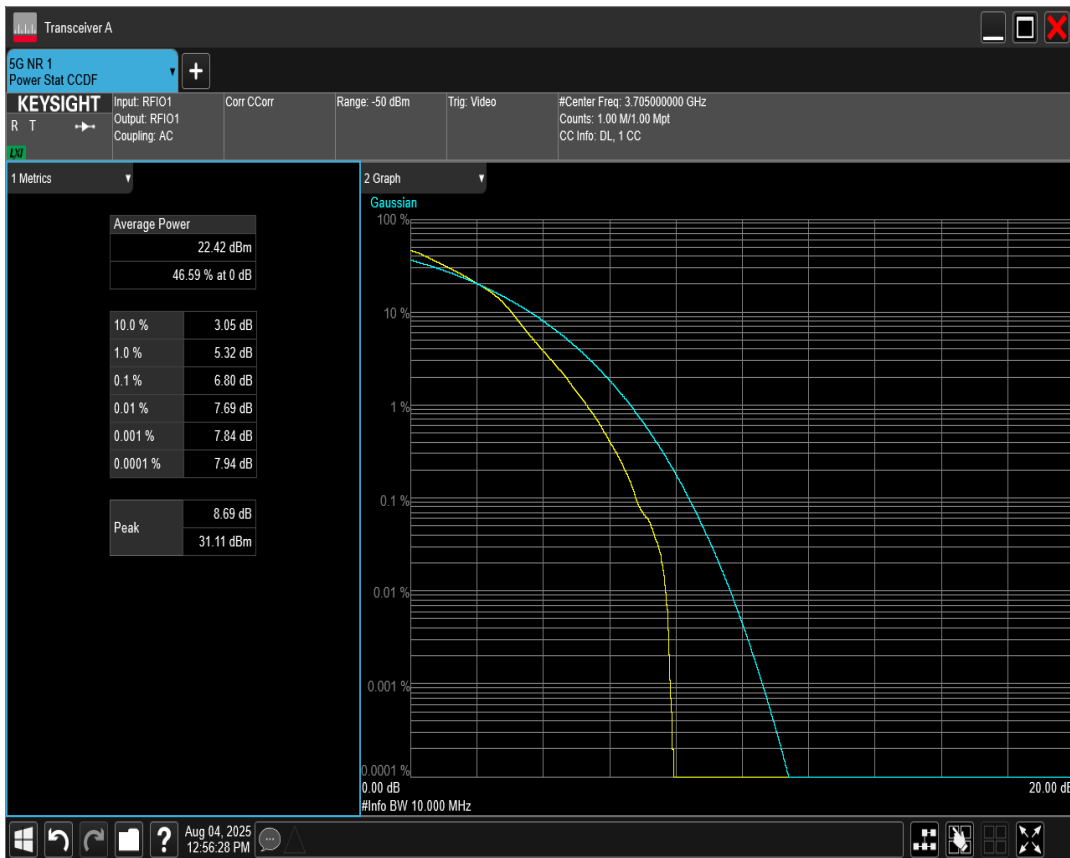 Transceiver A
5G NR 1
Power Stat CCDF
KEYSIGHT
R T
LXI
Input: RFIO1
Output: RFIO1
Coupling: AC
Corr CCorr
Range: -50 dBm
Trig: Video
#Center Freq: 3.705000000 GHz
Counts: 1.00 M/1.00 Mpt
CC Info: DL, 1 CC
1 Metrics
Average Power
22.42 dBm
46.59 % at 0 dB
10.0 % 3.05 dB
1.0 % 5.32 dB
0.1 % 6.80 dB
0.01 % 7.69 dB
0.001 % 7.84 dB
0.0001 % 7.94 dB
Peak
8.69 dB
31.11 dBm
2 Graph
Gaussian
100 %
10 %
1 %
0.1 %
0.01 %
0.001 %
0.0001 %
0.00 dB 20.00 dB
#Info BW 10.000 MHz
Aug 04, 2025
12:56:28 PM